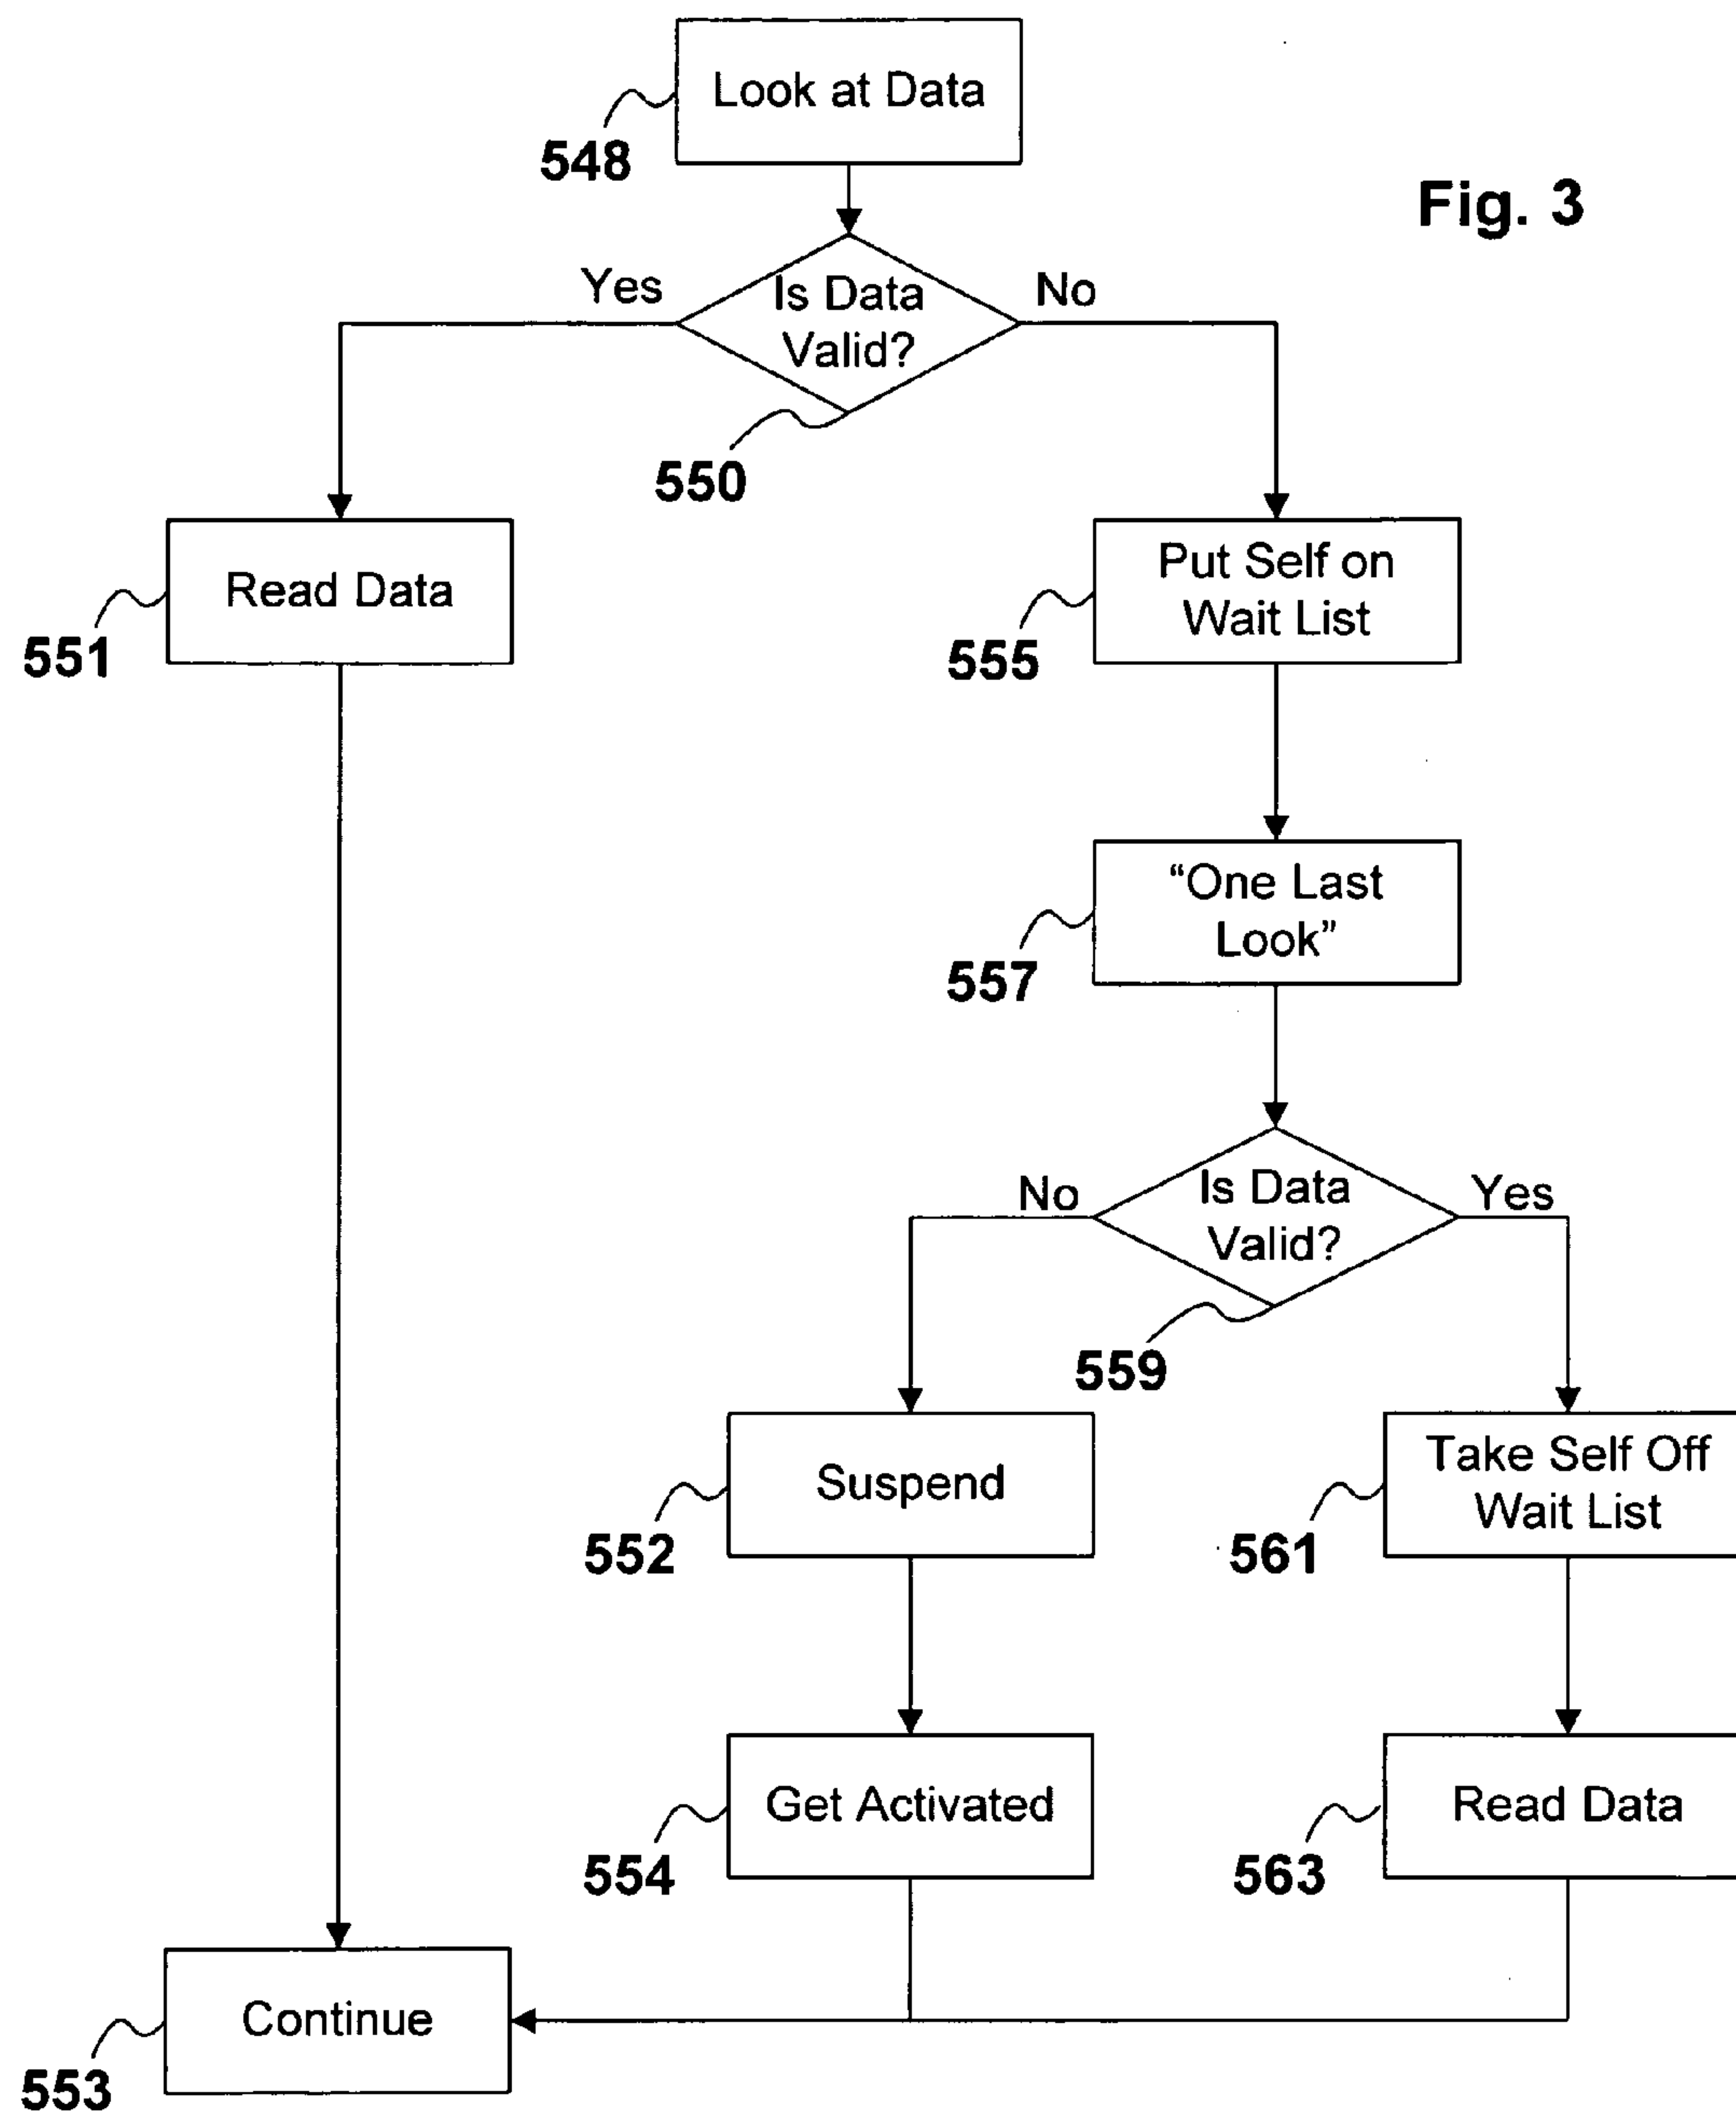 Look at Data
548
Fig. 3
Yes
Is Data
Valid?
No
550
Read Data
551
Put Self on
Wait List
555
“One Last
Look”
557
No
Is Data
Valid?
Yes
559
Suspend
552
Take Self Off
Wait List
561
Get Activated
554
Read Data
563
Continue
553